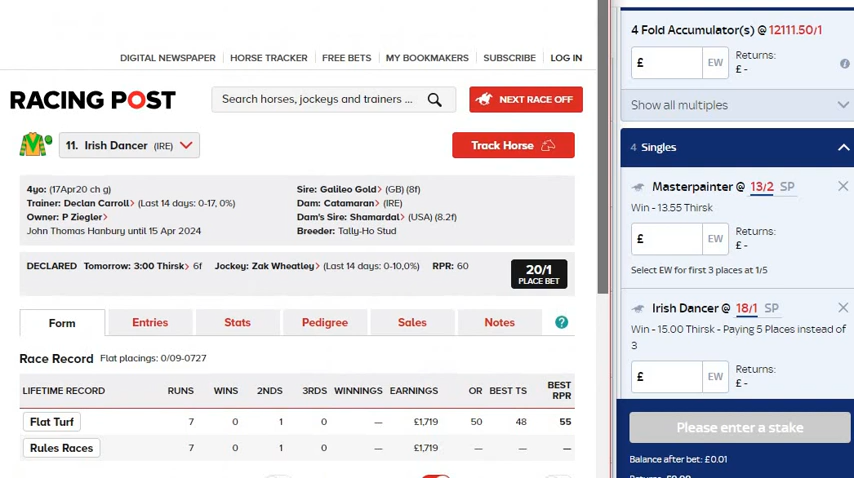 DIGITAL NEWSPAPER HORSE TRACKER FREE BETS MY BOOKMAKERS SUBSCRIBE LOG IN
RACING POST
Search horses, jockeys and trainers ...
NEXT RACE OFF
11. Irish Dancer (IRE)
Track Horse
4yo: (17Apr20 ch g)
Trainer: Declan Carroll> (Last 14 days: 0-17, 0%)
Owner: P Ziegler>
John Thomas Hanbury until 15 Apr 2024
Sire: Galileo Gold> (GB) (8f)
Dam: Catamaran> (IRE)
Dam's Sire: Shamardal> (USA) (8.2f)
Breeder: Tally-Ho Stud
DECLARED Tomorrow: 3:00 Thirsk> 6f Jockey: Zak Wheatley> (Last 14 days: 0-10,0%) RPR: 60
20/1
PLACE BET
Form Entries Stats Pedigree Sales Notes ?
Race Record Flat placings: 0/09-0727
LIFETIME RECORD RUNS WINS 2NDS 3RDS WINNINGS EARNINGS OR BEST TS BEST RPR
Flat Turf 7 0 1 0 — £1,719 50 48 55
Rules Races 7 0 1 0 — £1,719 — — —
4 Fold Accumulator(s) @ 12111.50/1
£ EW
Returns:
£ -
Show all multiples
4 Singles
Masterpainter @ 13/2 SP
Win - 13.55 Thirsk
£ EW
Returns:
£ -
Select EW for first 3 places at 1/5
Irish Dancer @ 18/1 SP
Win - 15.00 Thirsk - Paying 5 Places instead of
3
£ EW
Returns:
£ -
Please enter a stake
Balance after bet: £0.01
Returns: £0.00